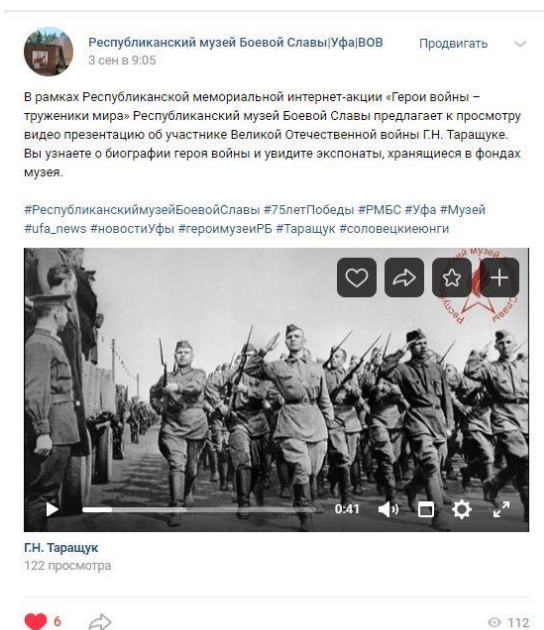 Республиканский музей Боевой Славы|Уфа|ВОВ
Продвигать
3 сен в 9:05
В рамках Республиканской мемориальной интернет-акции «Герои войны –
труженики мира» Республиканский музей Боевой Славы предлагает к просмотру
видео презентацию об участнике Великой Отечественной войны Г.Н. Таращуке.
Вы узнаете о биографии героя войны и увидите экспонаты, хранящиеся в фондах
музея.
#РеспубликанскиймузейБоевойСлавы #75летПобеды #РМБС #Уфа #Музей
#ufa_news #новостиУфы #героимузеиРБ #Таращук #соловецкиеюнги
0:41
Г.Н. Таращук
122 просмотра
6
112